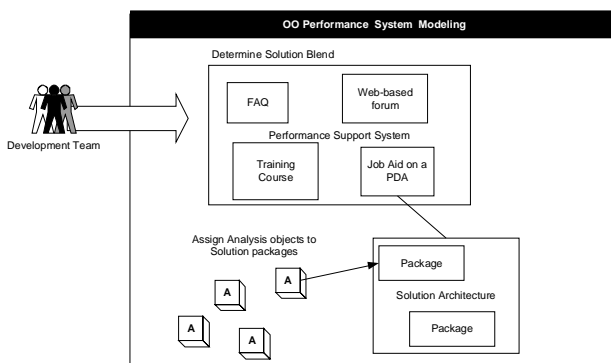 OO Performance System Modeling
Determine Solution Blend
FAQ
Web-based
forum
Development Team
Performance Support System
Training
Course
Job Aid on a
PDA
Assign Analysis objects to
Solution packages
A
A
A
A
Package
Solution Architecture
Package